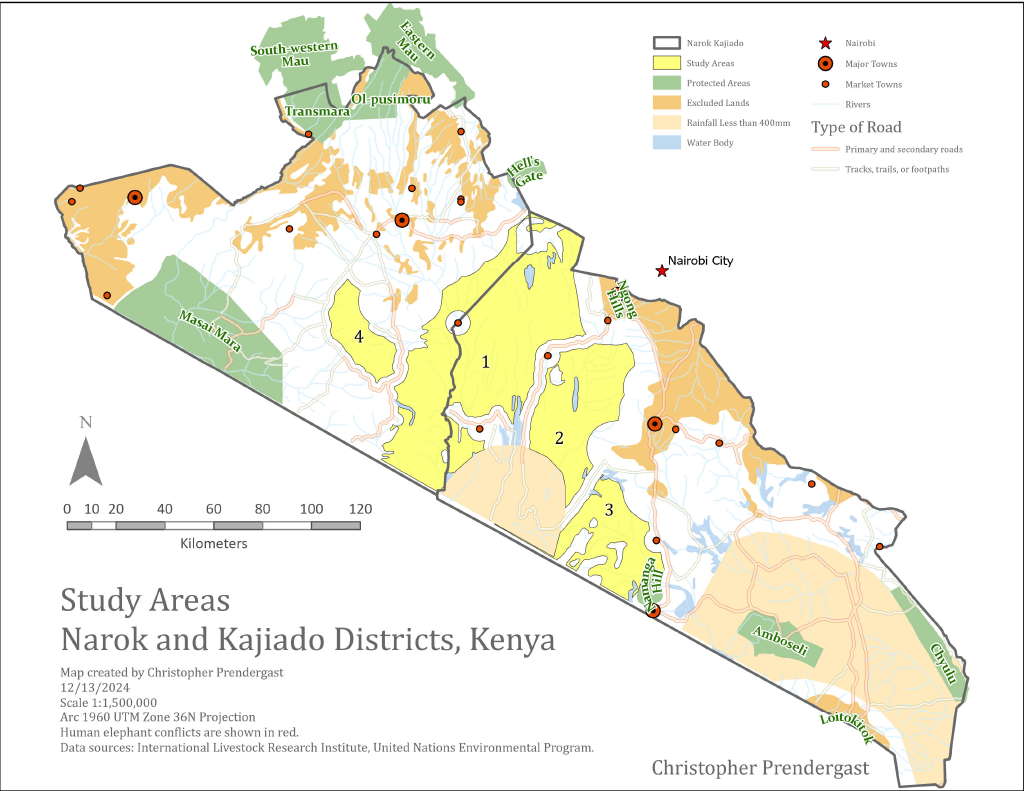 South-western
Mau
Eastern
Mau
Ol-pusimoru
Transmara
Hell's
Gate
Narok Kajiado
Study Areas
Protected Areas
Excluded Lands
Rainfall Less than 400mm
Water Body
Nairobi
Major Towns
Market Towns
Rivers
Type of Road
Primary and secondary roads
Tracks, trails, or footpaths
Nairobi City
Ngong
Hills
Masai Mara
4
1
2
3
N
0 10 20 40 60 80 100 120
Kilometers
Namanga
Hill
Amboseli
Chyulu
Loitokitok
Study Areas
Narok and Kajiado Districts, Kenya
Map created by Christopher Prendergast
12/13/2024
Scale 1:1,500,000
Arc 1960 UTM Zone 36N Projection
Human elephant conflicts are shown in red.
Data sources: International Livestock Research Institute, United Nations Environmental Program.
Christopher Prendergast